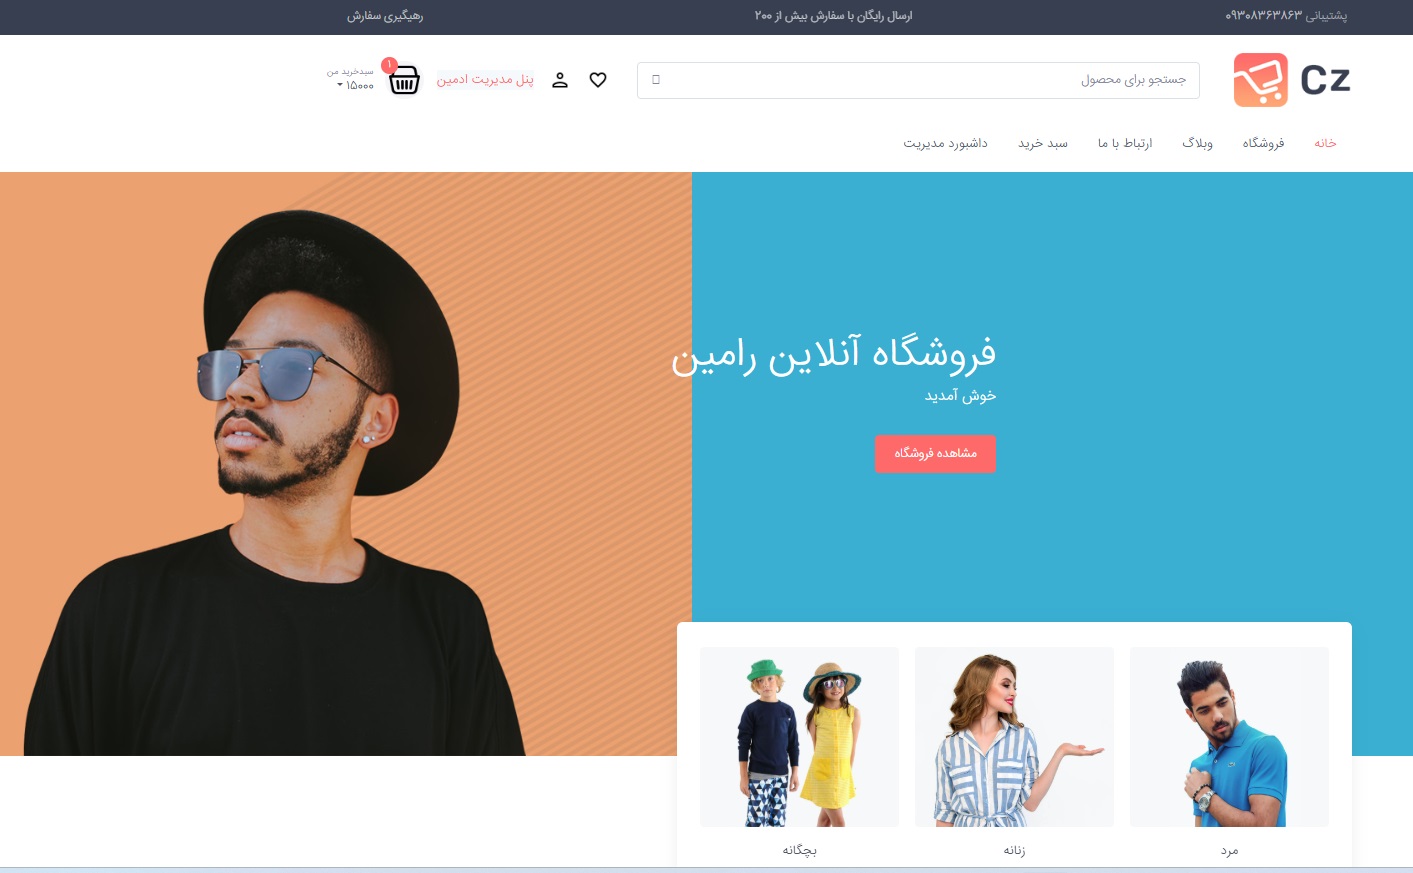 پشتیبانی ۰۹۳۰۸۳۶۳۸۶۳
ارسال رایگان با سفارش بیش از ۲۰۰
رهیگیری سفارش
Cz
جستجو برای محصول
پنل مدیریت ادمین
۱
سبدخرید من
۱۵۰۰۰
خانه
فروشگاه
وبلاگ
ارتباط با ما
سبد خرید
داشبورد مدیریت
فروشگاه آنلاین رامین
خوش آمدید
مشاهده فروشگاه
مرد
زنانه
بچگانه